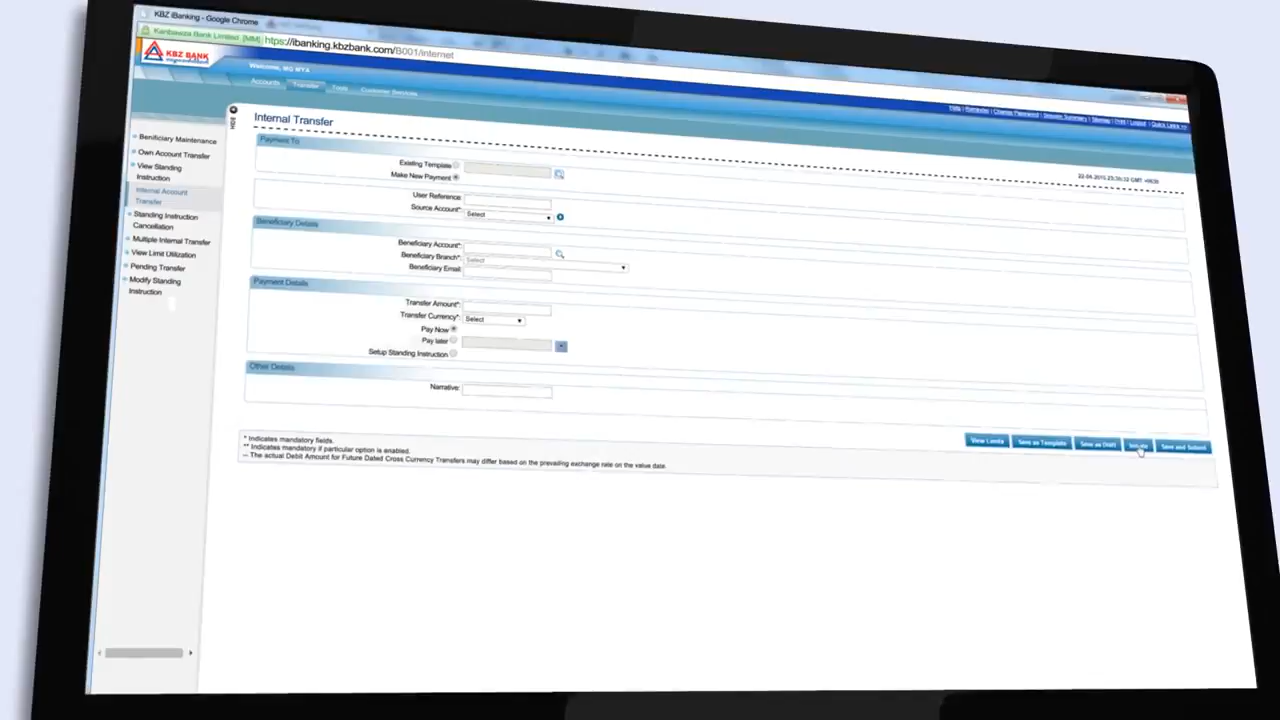 KBZ iBanking - Google Chrome
Kanbawza Bank Limited [MM] https://ibanking.kbzbank.com/B001/internet
KBZ BANK
Welcome, MG MYA
Accounts Transfer Tools Customer Services
Reminder | Change Password | Session Summary | Sitemap | Print | Logout | Quick Links
HIDE
Internal Transfer
22-04-2015 23:30:32 GMT +0630
Benificiary Maintenance
Own Account Transfer
View Standing
Instruction
Internal Account
Transfer
Standing Instruction
Cancellation
Multiple Internal Transfer
View Limit Utilization
Pending Transfer
Modify Standing
Instruction
Payment To
Existing Template
Make New Payment
User Reference:
Source Account*: Select
Beneficiary Details
Beneficiary Account*:
Beneficiary Branch*: Select
Beneficiary Email:
Payment Details
Transfer Amount*:
Transfer Currency*: Select
Pay Now
Pay later
Setup Standing Instruction
Other Details
Narrative:
View Limits Save as Template Save as Draft Initiate Save and Submit
* Indicates mandatory fields.
** Indicates mandatory if particular option is enabled.
-- The actual Debit Amount for Future Dated Cross Currency Transfers may differ based on the prevading exchange rate on the value date.